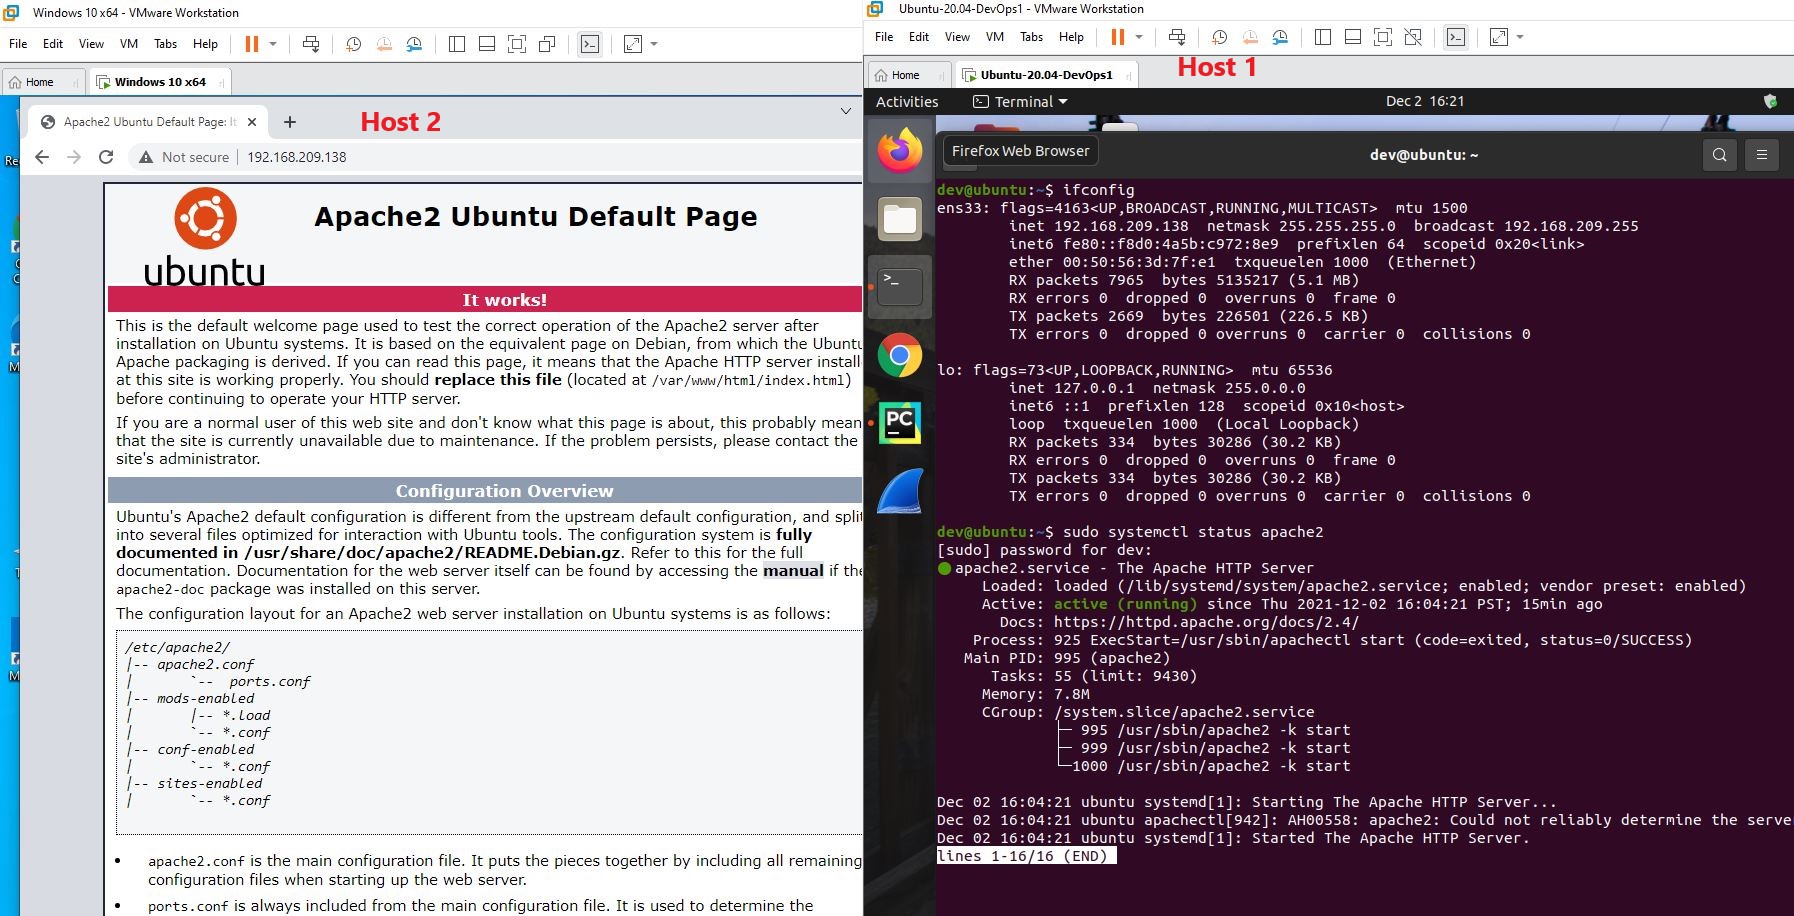 Windows 10 x64 - VMware Workstation
File Edit View VM Tabs Help
Home
Windows 10 x64
Apache2 Ubuntu Default Page: It
Host 2
Not secure 192.168.209.138
ubuntu
Apache2 Ubuntu Default Page
It works!
This is the default welcome page used to test the correct operation of the Apache2 server after
installation on Ubuntu systems. It is based on the equivalent page on Debian, from which the Ubuntu
Apache packaging is derived. If you can read this page, it means that the Apache HTTP server install
at this site is working properly. You should replace this file (located at /var/www/html/index.html)
before continuing to operate your HTTP server.
If you are a normal user of this web site and don't know what this page is about, this probably mean
that the site is currently unavailable due to maintenance. If the problem persists, please contact the
site's administrator.
Configuration Overview
Ubuntu's Apache2 default configuration is different from the upstream default configuration, and split
into several files optimized for interaction with Ubuntu tools. The configuration system is fully
documented in /usr/share/doc/apache2/README.Debian.gz. Refer to this for the full
documentation. Documentation for the web server itself can be found by accessing the manual if the
apache2-doc package was installed on this server.
The configuration layout for an Apache2 web server installation on Ubuntu systems is as follows:
/etc/apache2/
|-- apache2.conf
|       `--  ports.conf
|-- mods-enabled
|       |-- *.load
|       `-- *.conf
|-- conf-enabled
|       `-- *.conf
|-- sites-enabled
|       `-- *.conf
• apache2.conf is the main configuration file. It puts the pieces together by including all remaining
configuration files when starting up the web server.
• ports.conf is always included from the main configuration file. It is used to determine the
Ubuntu-20.04-DevOps1 - VMware Workstation
File Edit View VM Tabs Help
Home
Ubuntu-20.04-DevOps1
Host 1
Activities Terminal Dec 2 16:21
Firefox Web Browser
dev@ubuntu: ~
PC
dev@ubuntu:~$ ifconfig
ens33: flags=4163<UP,BROADCAST,RUNNING,MULTICAST>  mtu 1500
        inet 192.168.209.138  netmask 255.255.255.0  broadcast 192.168.209.255
        inet6 fe80::f8d0:4a5b:c972:8e9  prefixlen 64  scopeid 0x20<link>
        ether 00:50:56:3d:7f:e1  txqueuelen 1000  (Ethernet)
        RX packets 7965  bytes 5135217 (5.1 MB)
        RX errors 0  dropped 0  overruns 0  frame 0
        TX packets 2669  bytes 226501 (226.5 KB)
        TX errors 0  dropped 0 overruns 0  carrier 0  collisions 0
lo: flags=73<UP,LOOPBACK,RUNNING>  mtu 65536
        inet 127.0.0.1  netmask 255.0.0.0
        inet6 ::1  prefixlen 128  scopeid 0x10<host>
        loop  txqueuelen 1000  (Local Loopback)
        RX packets 334  bytes 30286 (30.2 KB)
        RX errors 0  dropped 0  overruns 0  frame 0
        TX packets 334  bytes 30286 (30.2 KB)
        TX errors 0  dropped 0 overruns 0  carrier 0  collisions 0
dev@ubuntu:~$ sudo systemctl status apache2
[sudo] password for dev:
● apache2.service - The Apache HTTP Server
     Loaded: loaded (/lib/systemd/system/apache2.service; enabled; vendor preset: enabled)
     Active: active (running) since Thu 2021-12-02 16:04:21 PST; 15min ago
       Docs: https://httpd.apache.org/docs/2.4/
    Process: 925 ExecStart=/usr/sbin/apachectl start (code=exited, status=0/SUCCESS)
   Main PID: 995 (apache2)
      Tasks: 55 (limit: 9430)
     Memory: 7.8M
     CGroup: /system.slice/apache2.service
             ├─ 995 /usr/sbin/apache2 -k start
             ├─ 999 /usr/sbin/apache2 -k start
             └─1000 /usr/sbin/apache2 -k start
Dec 02 16:04:21 ubuntu systemd[1]: Starting The Apache HTTP Server...
Dec 02 16:04:21 ubuntu apachectl[942]: AH00558: apache2: Could not reliably determine the serve
Dec 02 16:04:21 ubuntu systemd[1]: Started The Apache HTTP Server.
lines 1-16/16 (END)